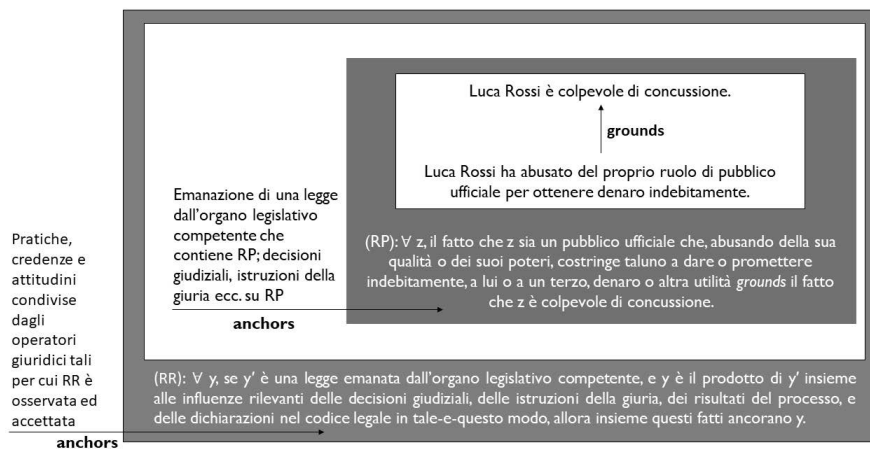 Luca Rossi è colpevole di concussione.
grounds
Luca Rossi ha abusato del proprio ruolo di pubblico
ufficiale per ottenere denaro indebitamente.
Emanazione di una legge
dall'organo legislativo
competente che
contiene RP; decisioni
giudiziali, istruzioni della
giuria ecc. su RP
anchors
(RP): ∀ z, il fatto che z sia un pubblico ufficiale che, abusando della sua
qualità o dei suoi poteri, costringe taluno a dare o promettere
indebitamente, a lui o a un terzo, denaro o altra utilità grounds il fatto
che z è colpevole di concussione.
Pratiche,
credenze e
attitudini
condivise
dagli
operatori
giuridici tali
per cui RR è
osservata ed
accettata
anchors
(RR): ∀ y, se y′ è una legge emanata dall'organo legislativo competente, e y è il prodotto di y′ insieme
alle influenze rilevanti delle decisioni giudiziali, delle istruzioni della giuria, dei risultati del processo, e
delle dichiarazioni nel codice legale in tale-e-questo modo, allora insieme questi fatti ancorano y.